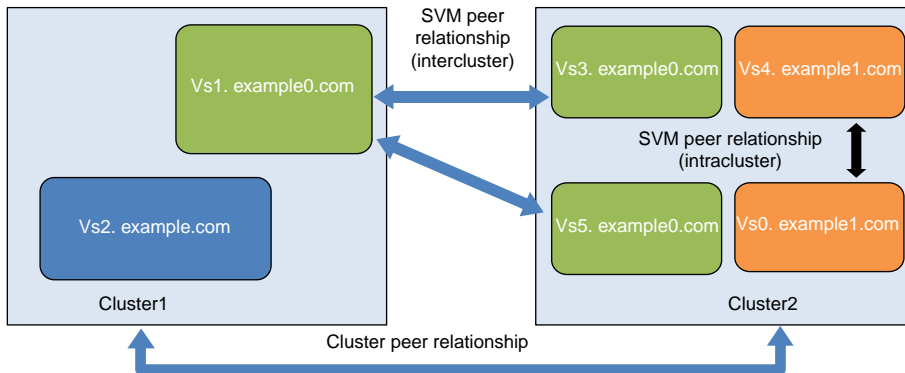 SVM peer
relationship
(intercluster)
Vs1. example0.com
Vs3. example0.com
Vs4. example1.com
SVM peer relationship
(intracluster)
Vs2. example.com
Vs5. example0.com
Vs0. example1.com
Cluster1
Cluster2
Cluster peer relationship